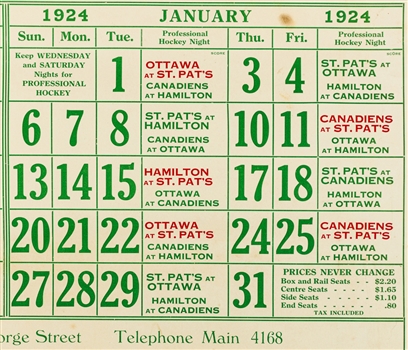 1924 JANUARY 1924
Sun. Mon. Tue. Professional Hockey Night Thu. Fri. Professional Hockey Night
Keep WEDNESDAY
and SATURDAY
Nights for
PROFESSIONAL
HOCKEY
1
SCORE
OTTAWA
AT ST. PAT'S
CANADIENS
AT HAMILTON
3 4
SCORE
ST. PAT'S AT
OTTAWA
HAMILTON
AT CANADIENS
6 7 8
ST. PAT'S AT
HAMILTON
CANADIENS
AT OTTAWA
10 11
CANADIENS
AT ST. PAT'S
OTTAWA
AT HAMILTON
13 14 15
HAMILTON
AT ST. PAT'S
OTTAWA AT
CANADIENS
17 18
ST. PAT'S AT
CANADIENS
HAMILTON
AT OTTAWA
20 21 22
OTTAWA
AT ST. PAT'S
CANADIENS
AT HAMILTON
24 25
CANADIENS
AT ST. PAT'S
OTTAWA
AT HAMILTON
27 28 29
ST. PAT'S AT
OTTAWA
HAMILTON
AT CANADIENS
31
PRICES NEVER CHANGE
Box and Rail Seats - - $2.20
Centre Seats - - - $1.65
Side Seats - - - $1.10
End Seats - - - .80
TAX INCLUDED
orge Street Telephone Main 4168